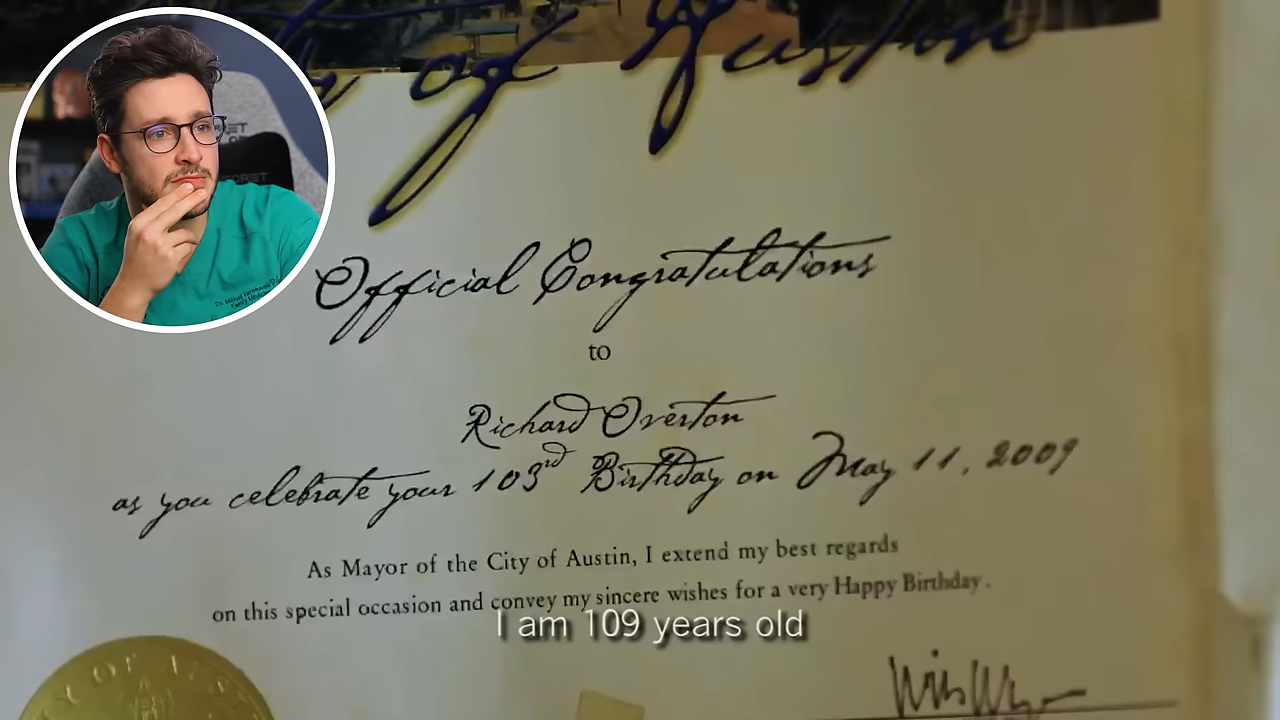 of Austin
Official Congratulations
to
Richard Overton
as you celebrate your 103rd Birthday on May 11, 2009
As Mayor of the City of Austin, I extend my best regards
on this special occasion and convey my sincere wishes for a very Happy Birthday.
I am 109 years old